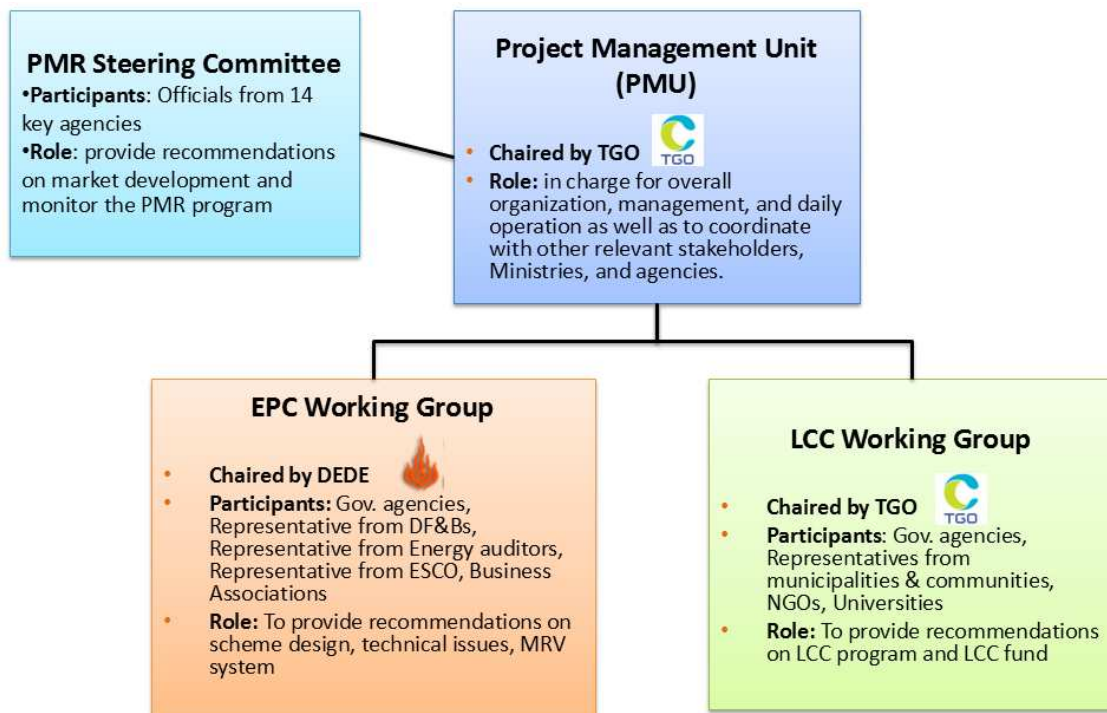 PMR Steering Committee
•Participants: Officials from 14
key agencies
•Role: provide recommendations
on market development and
monitor the PMR program
Project Management Unit
(PMU)
• Chaired by TGO
TGO
• Role: in charge for overall
organization, management, and daily
operation as well as to coordinate
with other relevant stakeholders,
Ministries, and agencies.
EPC Working Group
• Chaired by DEDE
• Participants: Gov. agencies,
Representative from DF&Bs,
Representative from Energy auditors,
Representative from ESCO, Business
Associations
• Role: To provide recommendations on
scheme design, technical issues, MRV
system
LCC Working Group
• Chaired by TGO
TGO
• Participants: Gov. agencies,
Representatives from
municipalities & communities,
NGOs, Universities
• Role: To provide recommendations
on LCC program and LCC fund